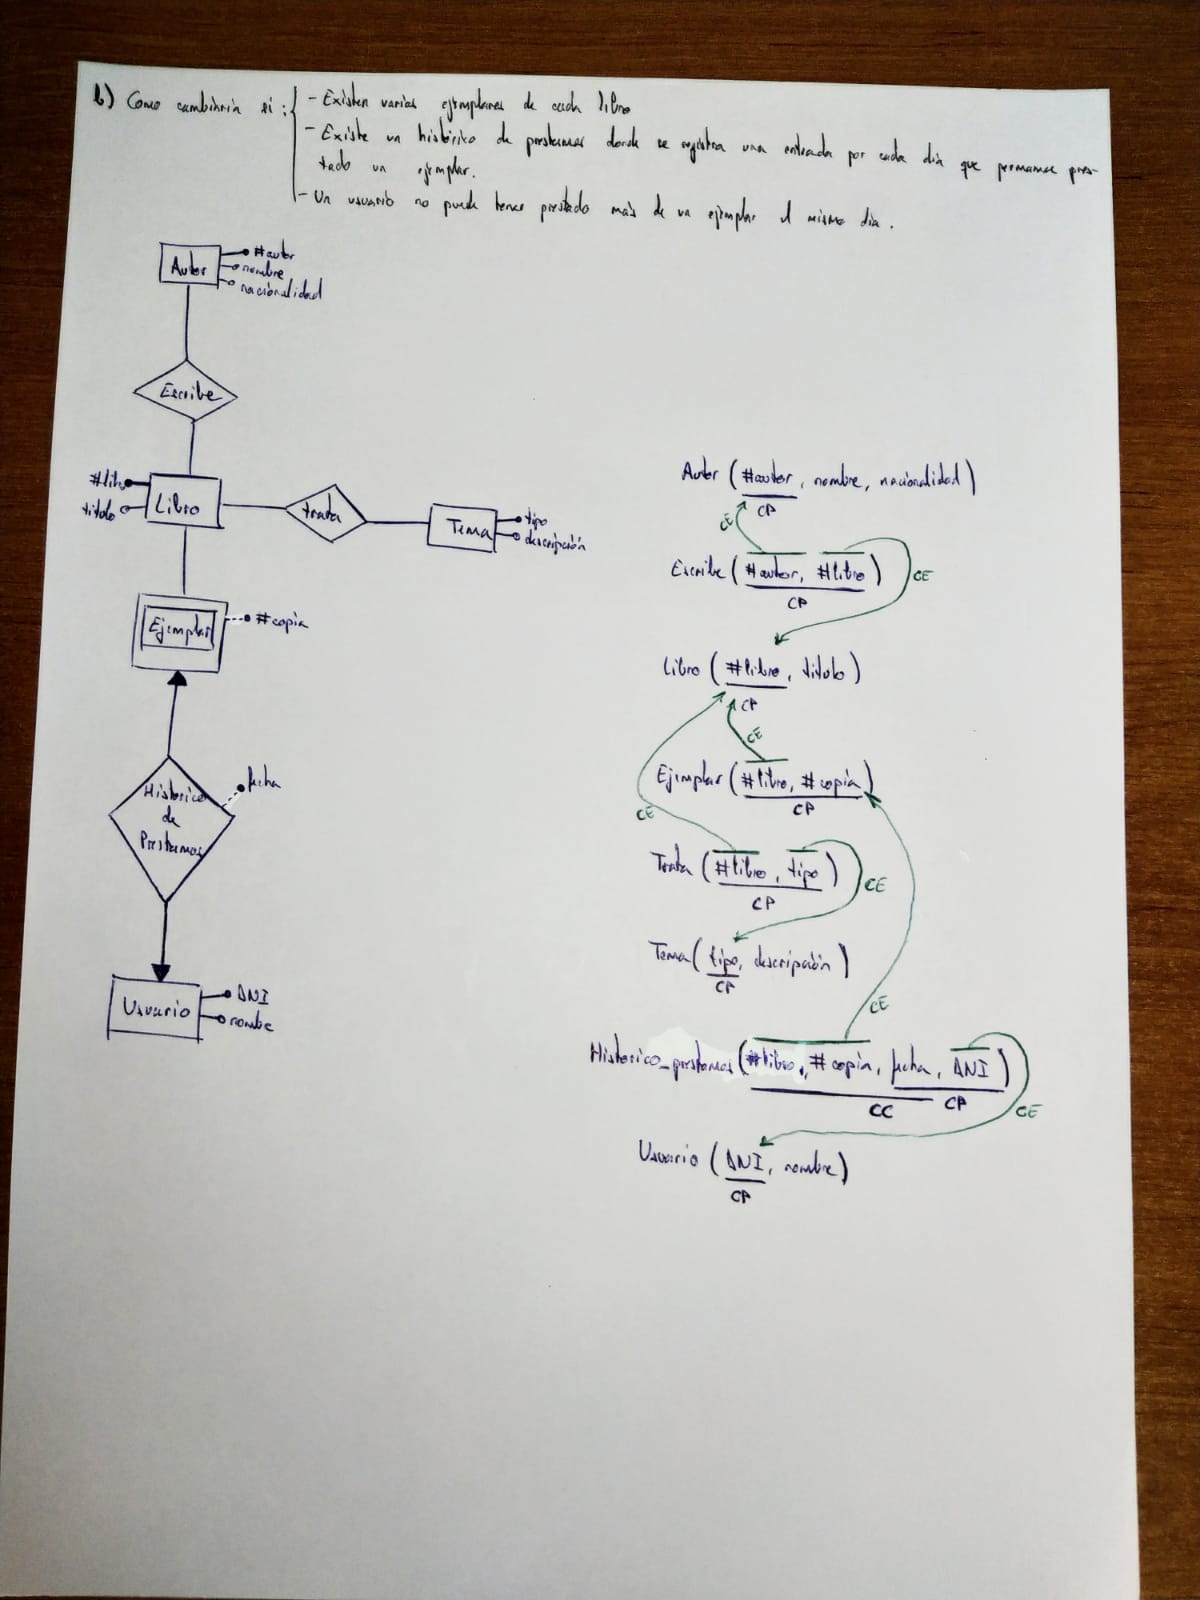 b) Como cambiaría si: - Existen varios ejemplares de cada libro
- Existe un histórico de prestamos donde se registra una entrada por cada día que permanece pres-
tado un ejemplar.
- Un usuario no puede tener prestado más de un ejemplar el mismo día.
Autor
#autor
nombre
nacionalidad
Escribe
#libro
titulo
Libro
trata
Tema
tipo
descripción
Ejemplar
#copia
Historico
de
Prestamos
fecha
Usuario
DNI
nombre
Autor (#autor, nombre, nacionalidad)
CP
CE
Escribe (#autor, #libro)
CE
CP
Libro (#libro, titulo)
CP
CE
Ejemplar (#libro, #copia)
CP
CE
Trata (#libro, tipo)
CE
CP
Tema (tipo, descripción)
CP
CE
Historico_prestamos (#libro, #copia, fecha, DNI)
CC
CP
CE
Usuario (DNI, nombre)
CP